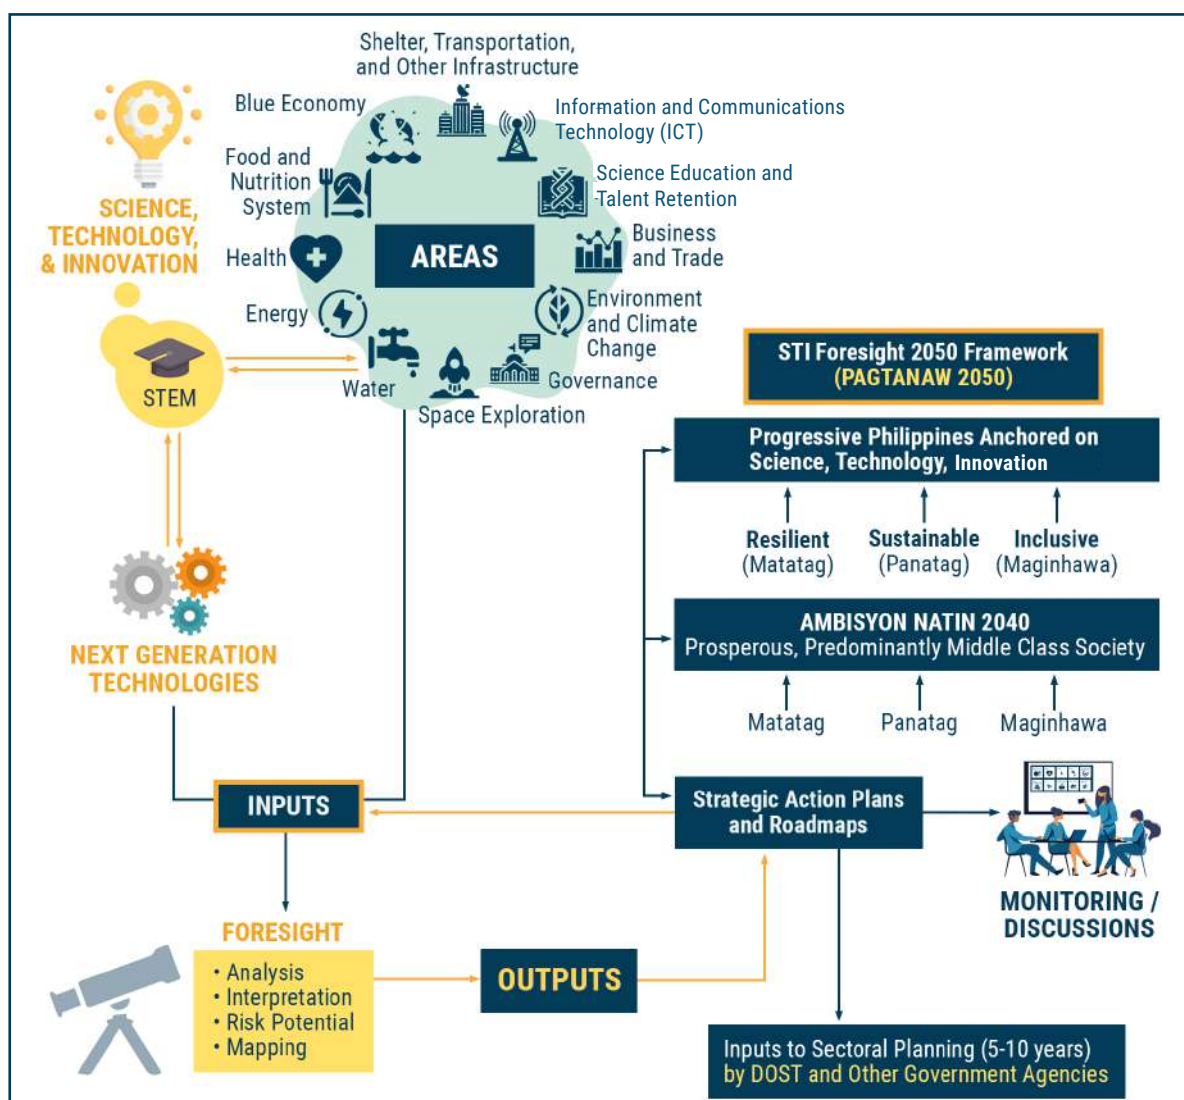 Shelter, Transportation,
and Other Infrastructure
Blue Economy
Information and Communications
Technology (ICT)
Food and
Nutrition
System
Science Education and
Talent Retention
SCIENCE,
TECHNOLOGY,
& INNOVATION
AREAS
Business
and Trade
Health
Energy
Environment
and Climate
Change
STEM
Water
Governance
Space Exploration
STI Foresight 2050 Framework
(PAGTANAW 2050)
Progressive Philippines Anchored on
Science, Technology, Innovation
Resilient
(Matatag)
Sustainable
(Panatag)
Inclusive
(Maginhawa)
AMBISYON NATIN 2040
Prosperous, Predominantly Middle Class Society
Matatag
Panatag
Maginhawa
NEXT GENERATION
TECHNOLOGIES
INPUTS
Strategic Action Plans
and Roadmaps
MONITORING /
DISCUSSIONS
FORESIGHT
• Analysis
• Interpretation
• Risk Potential
• Mapping
OUTPUTS
Inputs to Sectoral Planning (5-10 years)
by DOST and Other Government Agencies